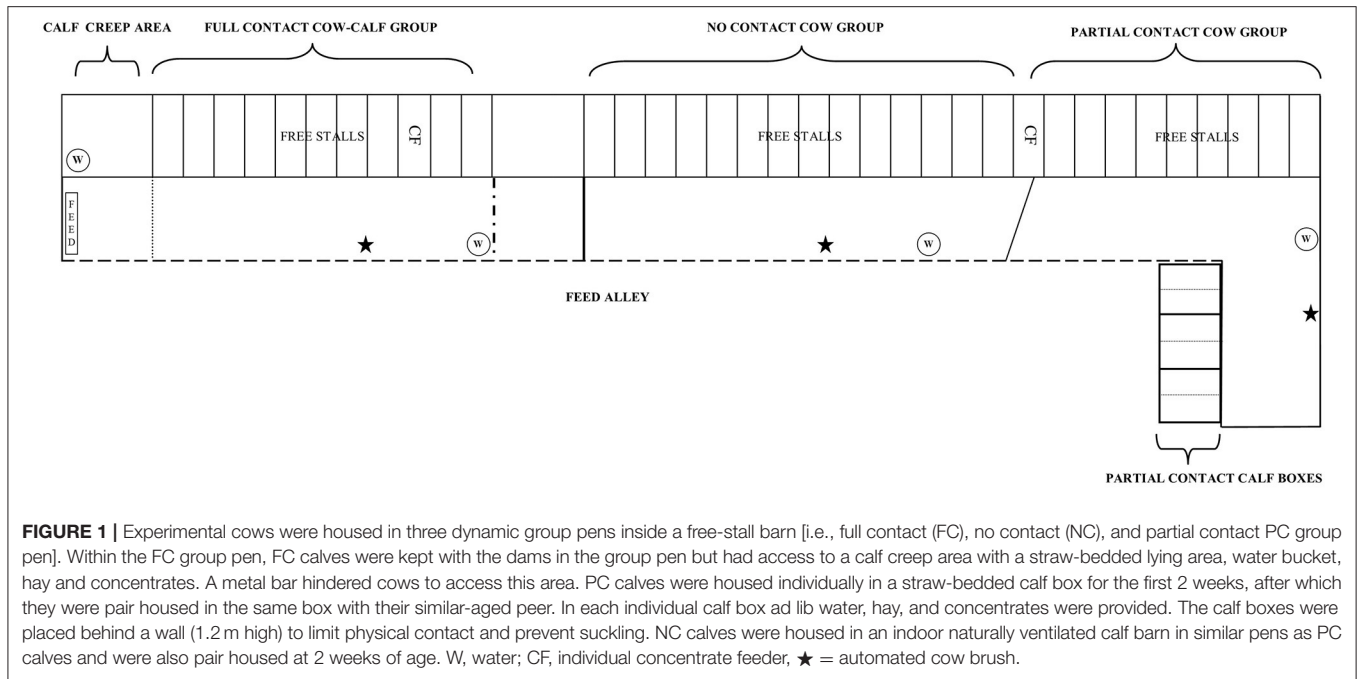 CALF CREEP AREA
FULL CONTACT COW-CALF GROUP
NO CONTACT COW GROUP
PARTIAL CONTACT COW GROUP
FREE STALLS
CF
FREE STALLS
CF
FREE STALLS
W
FEED
W
W
W
FEED ALLEY
PARTIAL CONTACT CALF BOXES
FIGURE 1 | Experimental cows were housed in three dynamic group pens inside a free-stall barn [i.e., full contact (FC), no contact (NC), and partial contact PC group
pen]. Within the FC group pen, FC calves were kept with the dams in the group pen but had access to a calf creep area with a straw-bedded lying area, water bucket,
hay and concentrates. A metal bar hindered cows to access this area. PC calves were housed individually in a straw-bedded calf box for the first 2 weeks, after which
they were pair housed in the same box with their similar-aged peer. In each individual calf box ad lib water, hay, and concentrates were provided. The calf boxes were
placed behind a wall (1.2 m high) to limit physical contact and prevent suckling. NC calves were housed in an indoor naturally ventilated calf barn in similar pens as PC
calves and were also pair housed at 2 weeks of age. W, water; CF, individual concentrate feeder, ★ = automated cow brush.